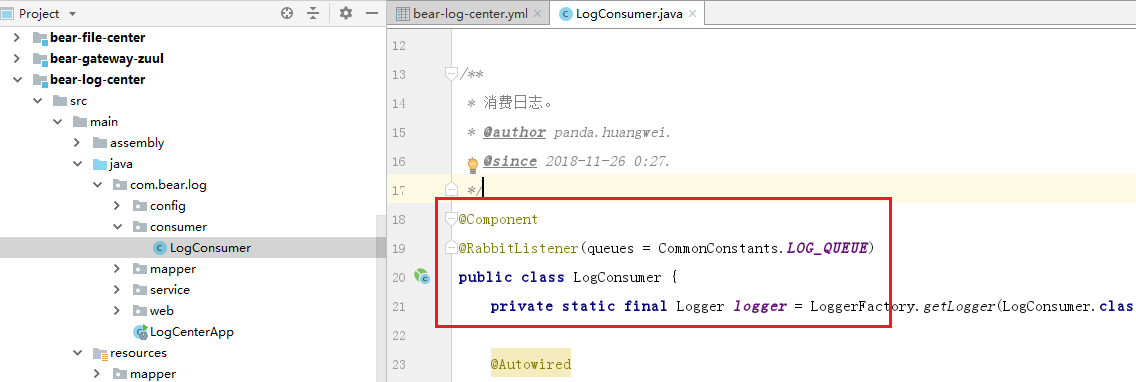 Project
bear-file-center
bear-gateway-zuul
bear-log-center
src
main
assembly
java
com.bear.log
config
consumer
LogConsumer
mapper
service
web
LogCenterApp
resources
mapper
bear-log-center.yml
LogConsumer.java
12
13 /**
14 * 消费日志。
15 * @author panda.huangwei.
16 @since 2018-11-26 0:27.
17 */
18 @Component
19 @RabbitListener(queues = CommonConstants.LOG_QUEUE)
20 public class LogConsumer {
21 private static final Logger logger = LoggerFactory.getLogger(LogConsumer.clas
22
23 @Autowired